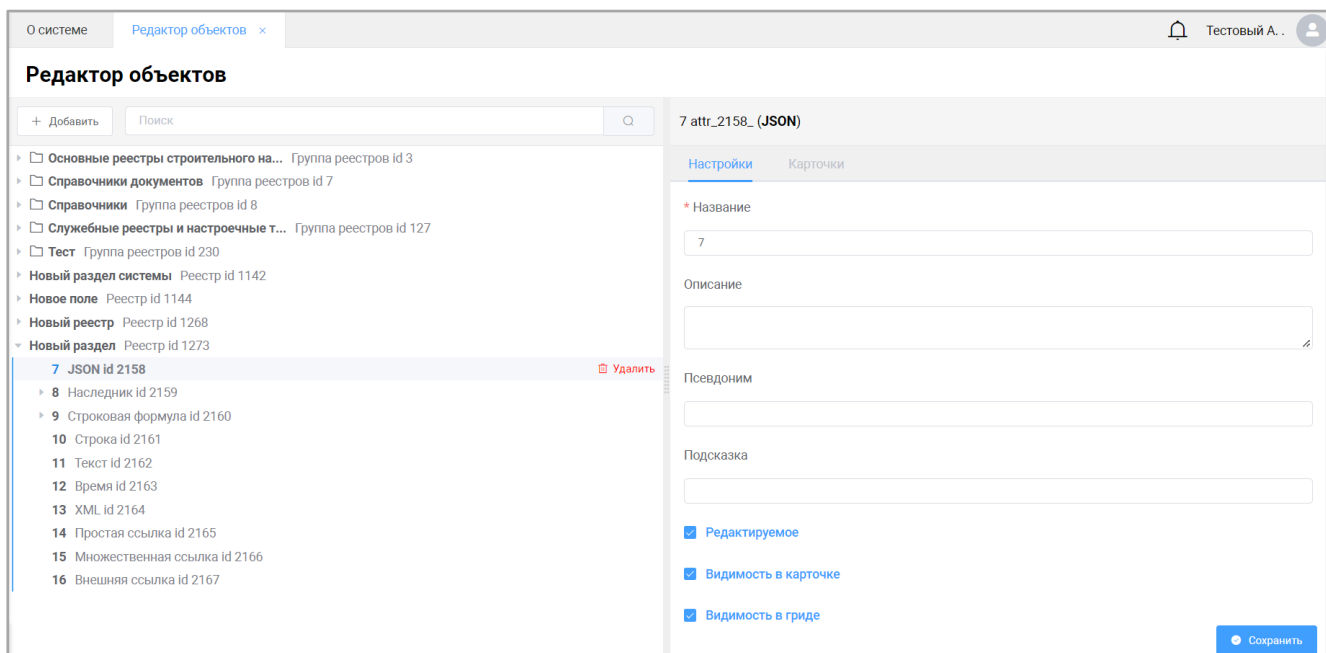 О системе
Редактор объектов ×
Тестовый А. .
Редактор объектов
+ Добавить
Поиск
7 attr_2158_ (JSON)
Основные реестры строительного на... Группа реестров id 3
Справочники документов Группа реестров id 7
Справочники Группа реестров id 8
Служебные реестры и настроечные т... Группа реестров id 127
Тест Группа реестров id 230
Новый раздел системы Реестр id 1142
Новое поле Реестр id 1144
Новый реестр Реестр id 1268
Новый раздел Реестр id 1273
7 JSON id 2158 Удалить
8 Наследник id 2159
9 Строковая формула id 2160
10 Строка id 2161
11 Текст id 2162
12 Время id 2163
13 XML id 2164
14 Простая ссылка id 2165
15 Множественная ссылка id 2166
16 Внешняя ссылка id 2167
Настройки
Карточки
* Название
7
Описание
Псевдоним
Подсказка
Редактируемое
Видимость в карточке
Видимость в гриде
Сохранить